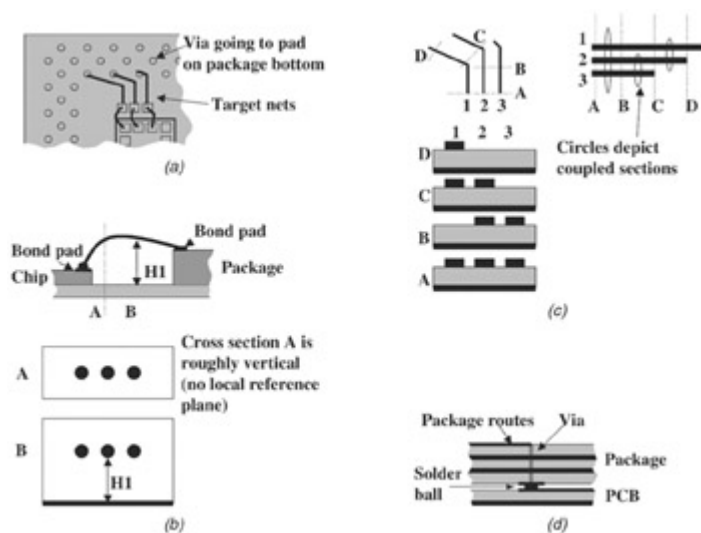 Via going to pad
on package bottom
Target nets
(a)
Bond pad
Bond pad
Chip
H1
Package
A
B
A
Cross section A is
roughly vertical
(no local reference
plane)
B
H1
(b)
C
D
B
A
1 2 3
1
2
3
A B C D
Circles depict
coupled sections
1 2 3
D
C
B
A
(c)
Package routes
Via
Package
Solder
ball
PCB
(d)